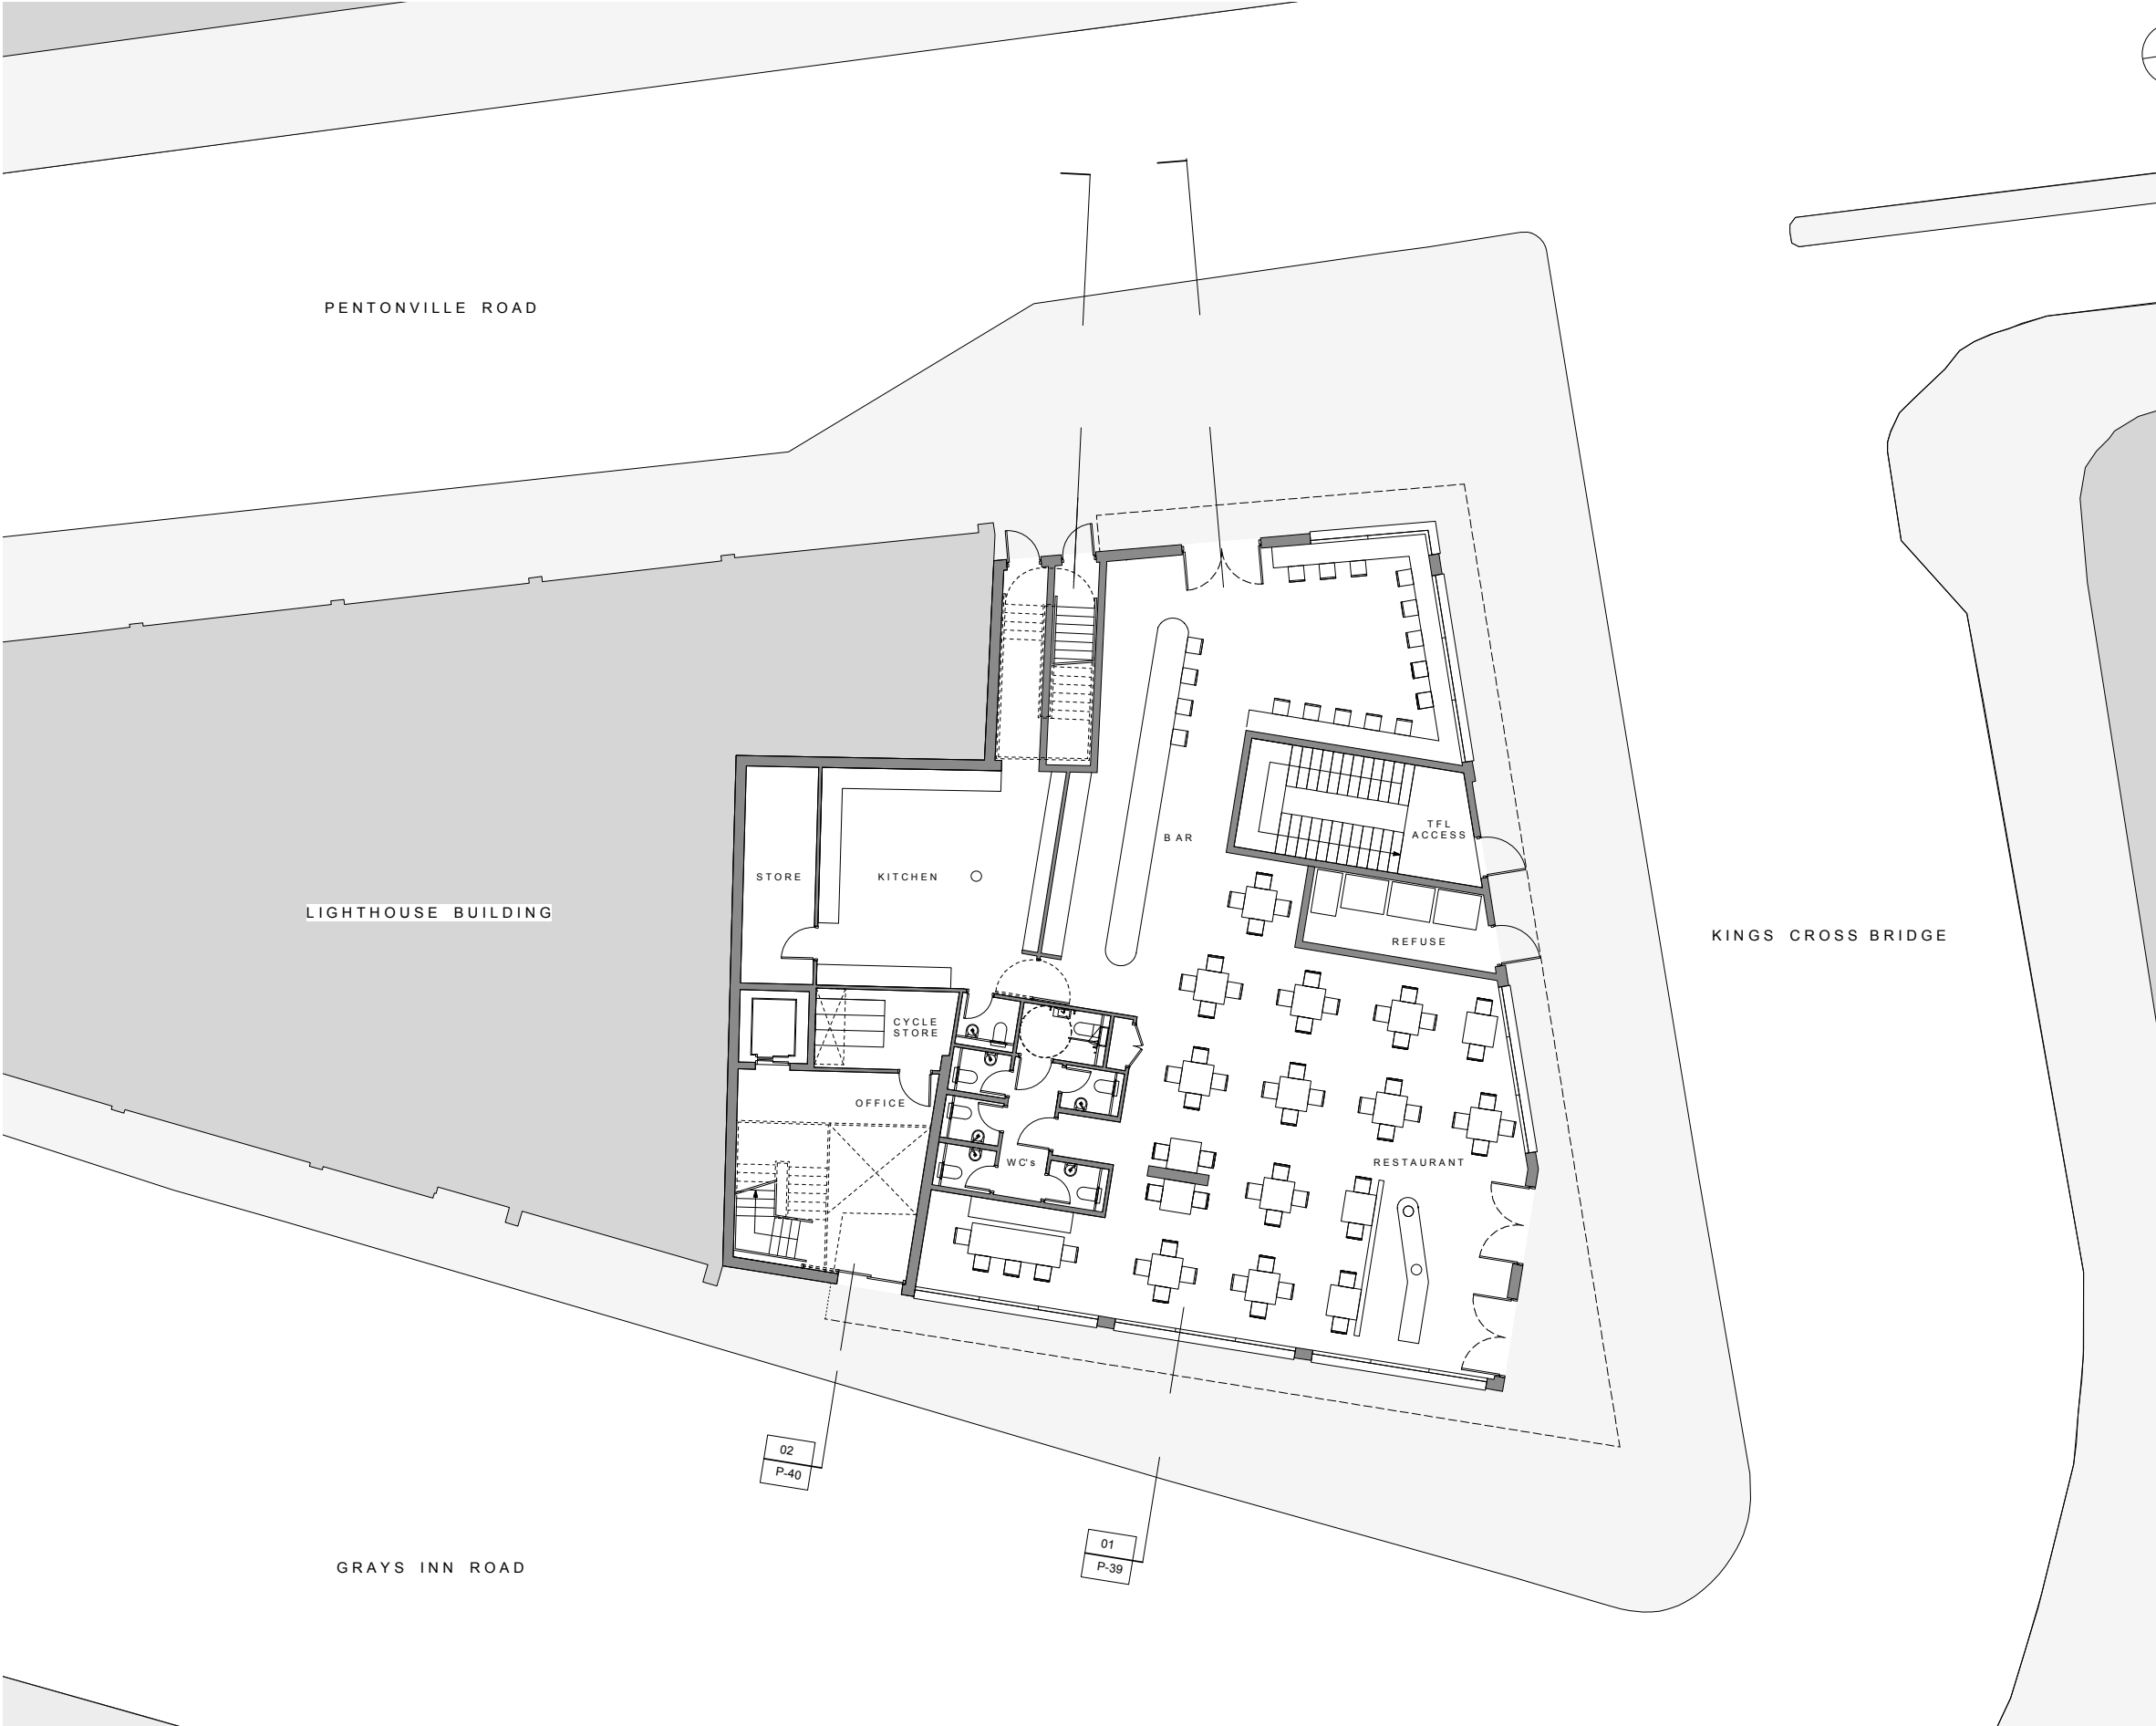 PENTONVILLE ROAD
BAR
TFL
ACCESS
STORE
KITCHEN
LIGHTHOUSE BUILDING
KINGS CROSS BRIDGE
REFUSE
CYCLE
STORE
OFFICE
WC's
RESTAURANT
02
P-40
01
P-39
GRAYS INN ROAD